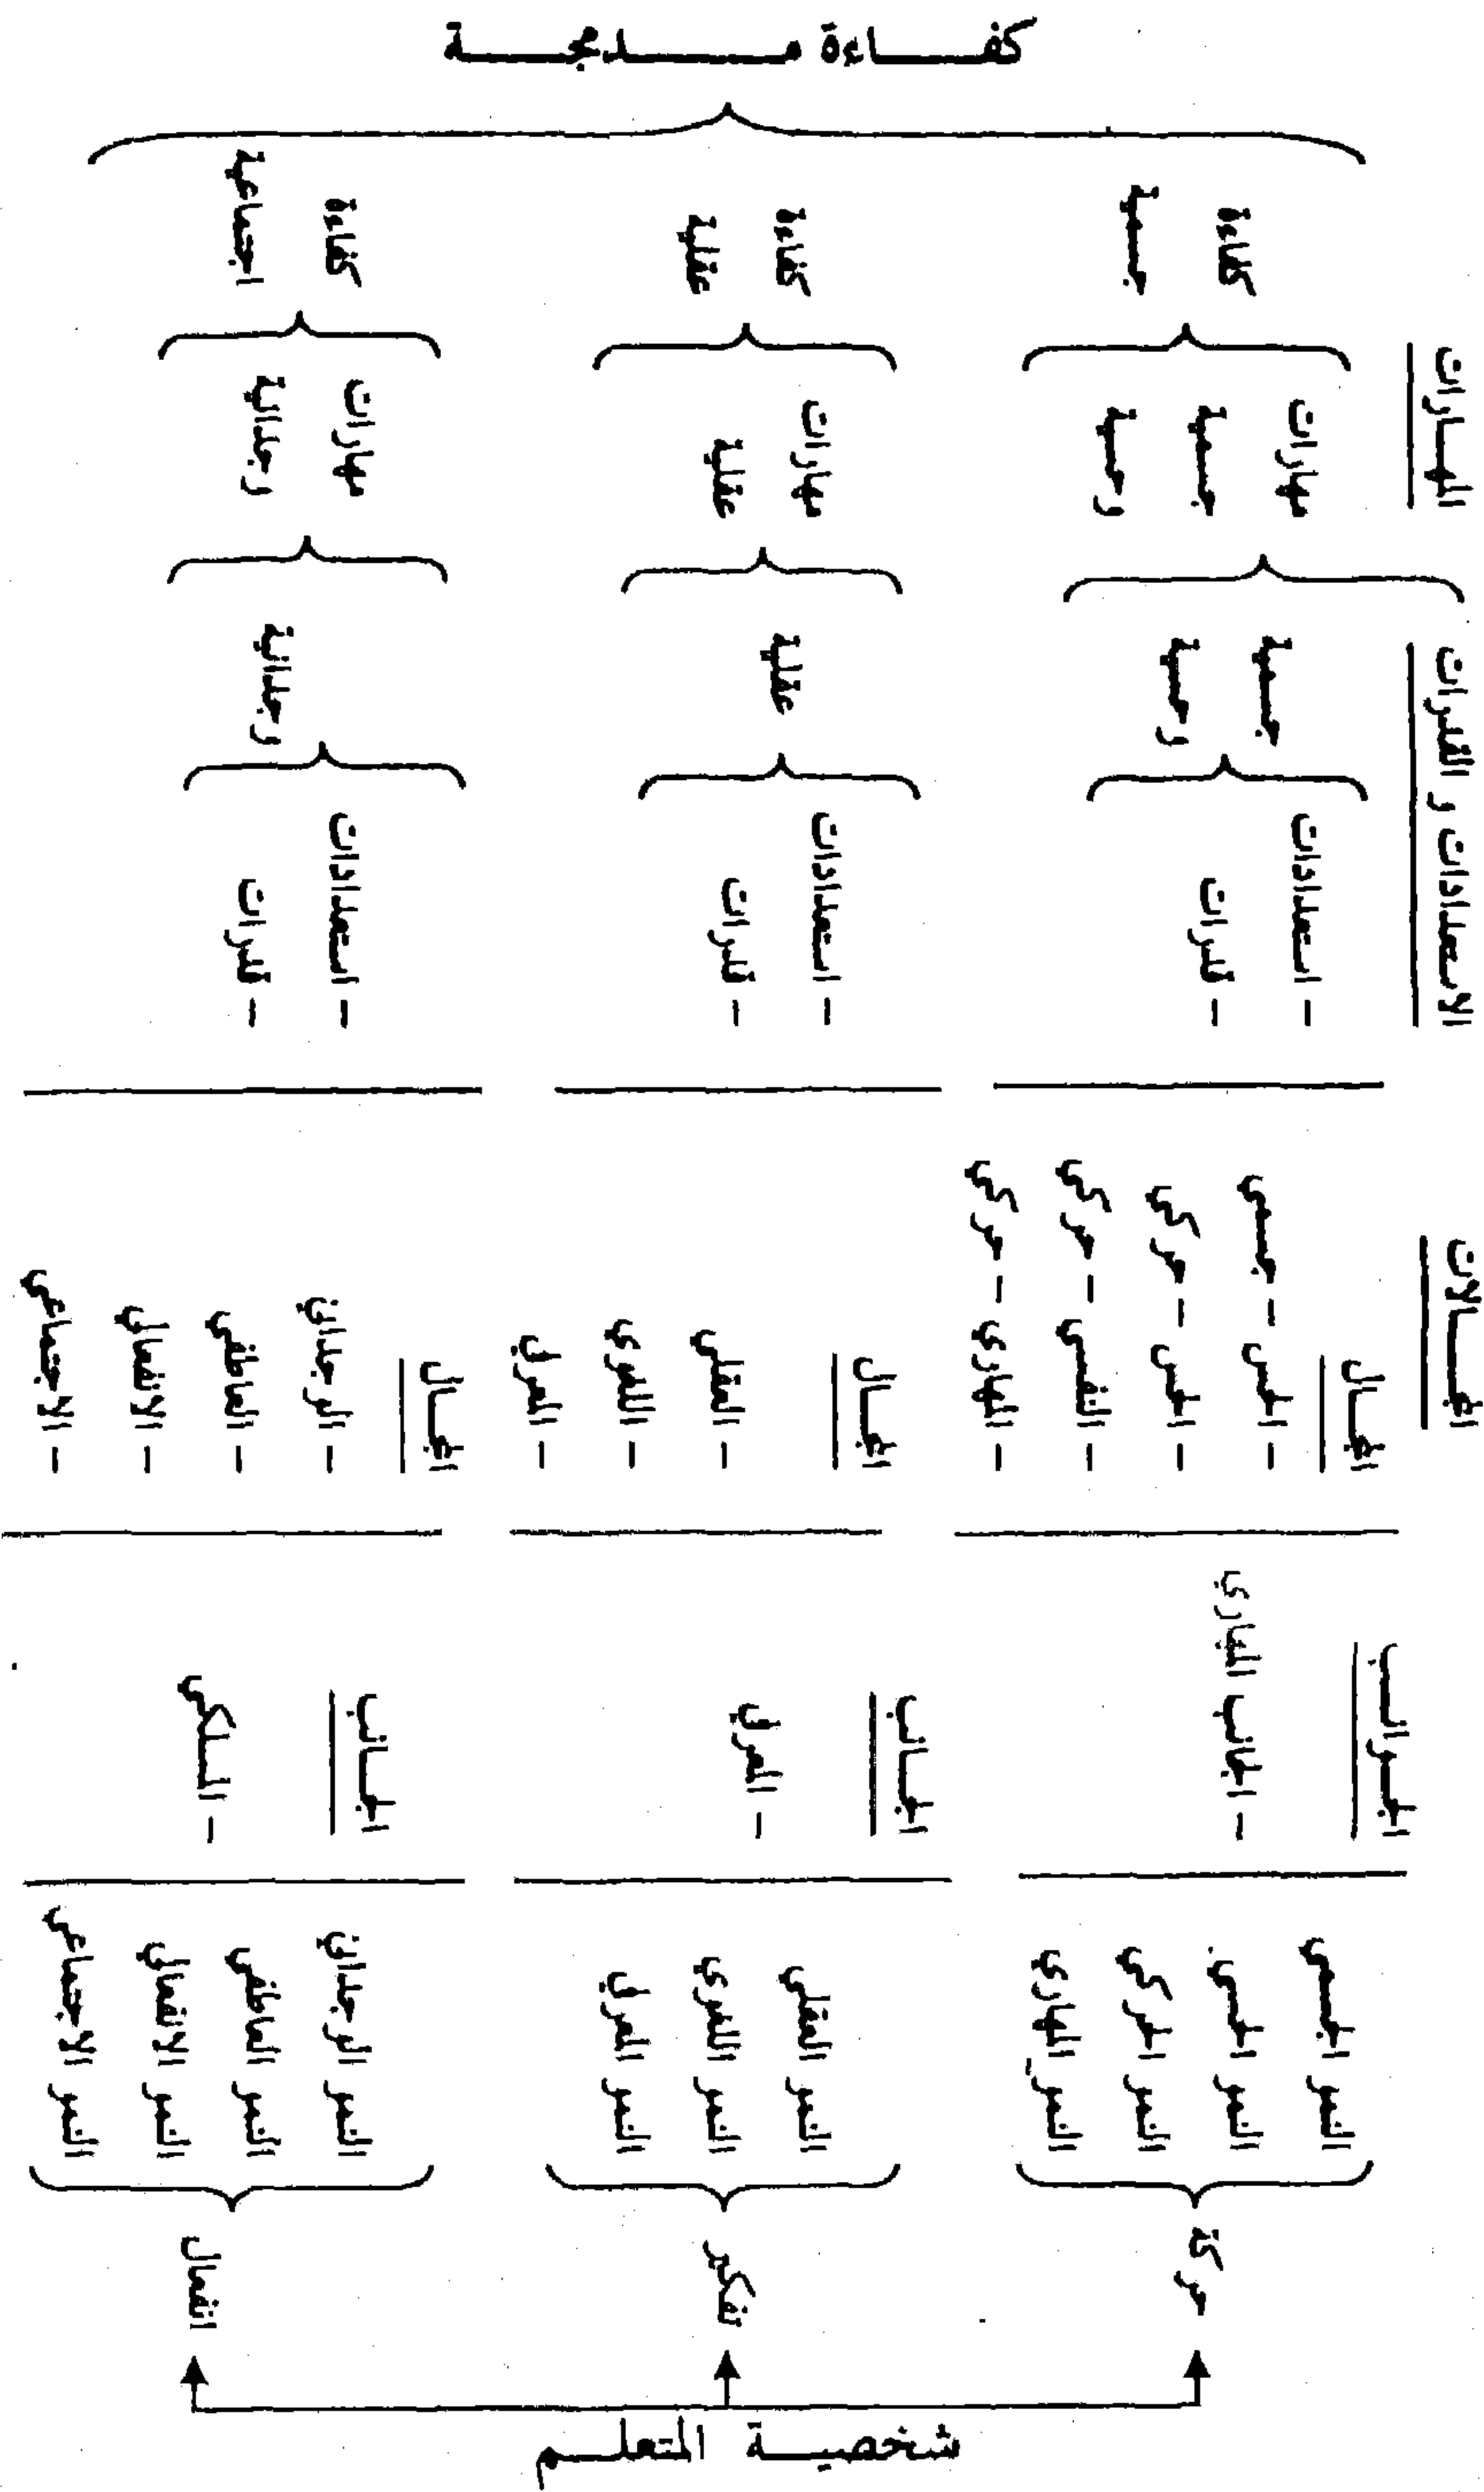 كفاءة مدمجة
المهارات
كفاءة
جسمية
مهارات
جسمية
وحسية
كفاءة
عقلية
مهارات
عقلية
كفاءة
اجتماعية
مهارات
وجدانية
الاستعدادات و القدرات
جسمية
وحسية
- استعدادات
- قدرات
عقلية
- استعدادات
- قدرات
وجدانية
- استعدادات
- قدرات
المجالات
المجال
- الحس - جسمي
- الحس - حركي
- النفس - حركي
- المهاري - حركي
المجال
- العقلي
- اللغوي
- المعرفي
المجال
- الوجداني
- العاطفي
- الانفعالي
- الاجتماعي
الجوانب
- الجانب المهاري
الجانب
- المعرفي
الجانب
- السلوكي
النمو الجسمي
النمو الحسي
النمو الحركي
النمو المهاري
النمو العقلي
النمو اللغوي
النمو المعرفي
النمو الوجداني
النمو العاطفي
النمو الانفعالي
النمو الاجتماعي
حركة
تفكير
انفعال
شخصية المتعلم